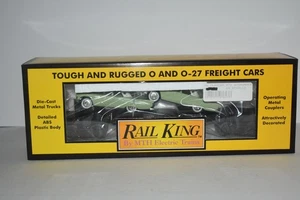 TOUGH AND RUGGED O AND O-27 FREIGHT CARS
Die-Cast
Metal Trucks
Detailed
ABS
Plastic Body
Operating
Metal
Couplers
Attractively
Decorated
RAIL KING
By MTH Electric Trains